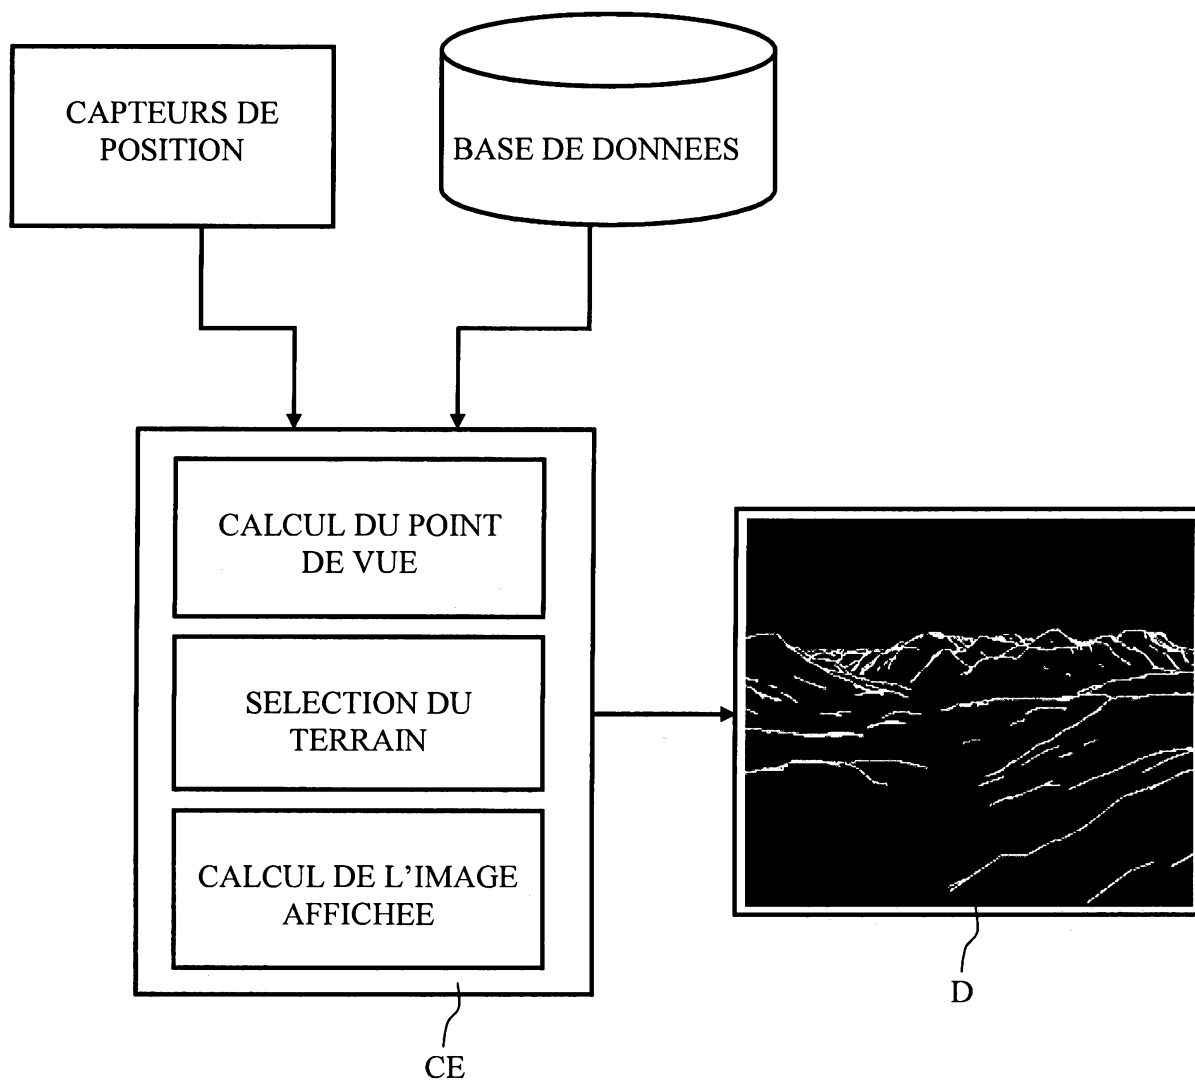 CAPTEURS DE
POSITION
BASE DE DONNEES
CALCUL DU POINT
DE VUE
SELECTION DU
TERRAIN
CALCUL DE L’IMAGE
AFFICHEE
D
CE